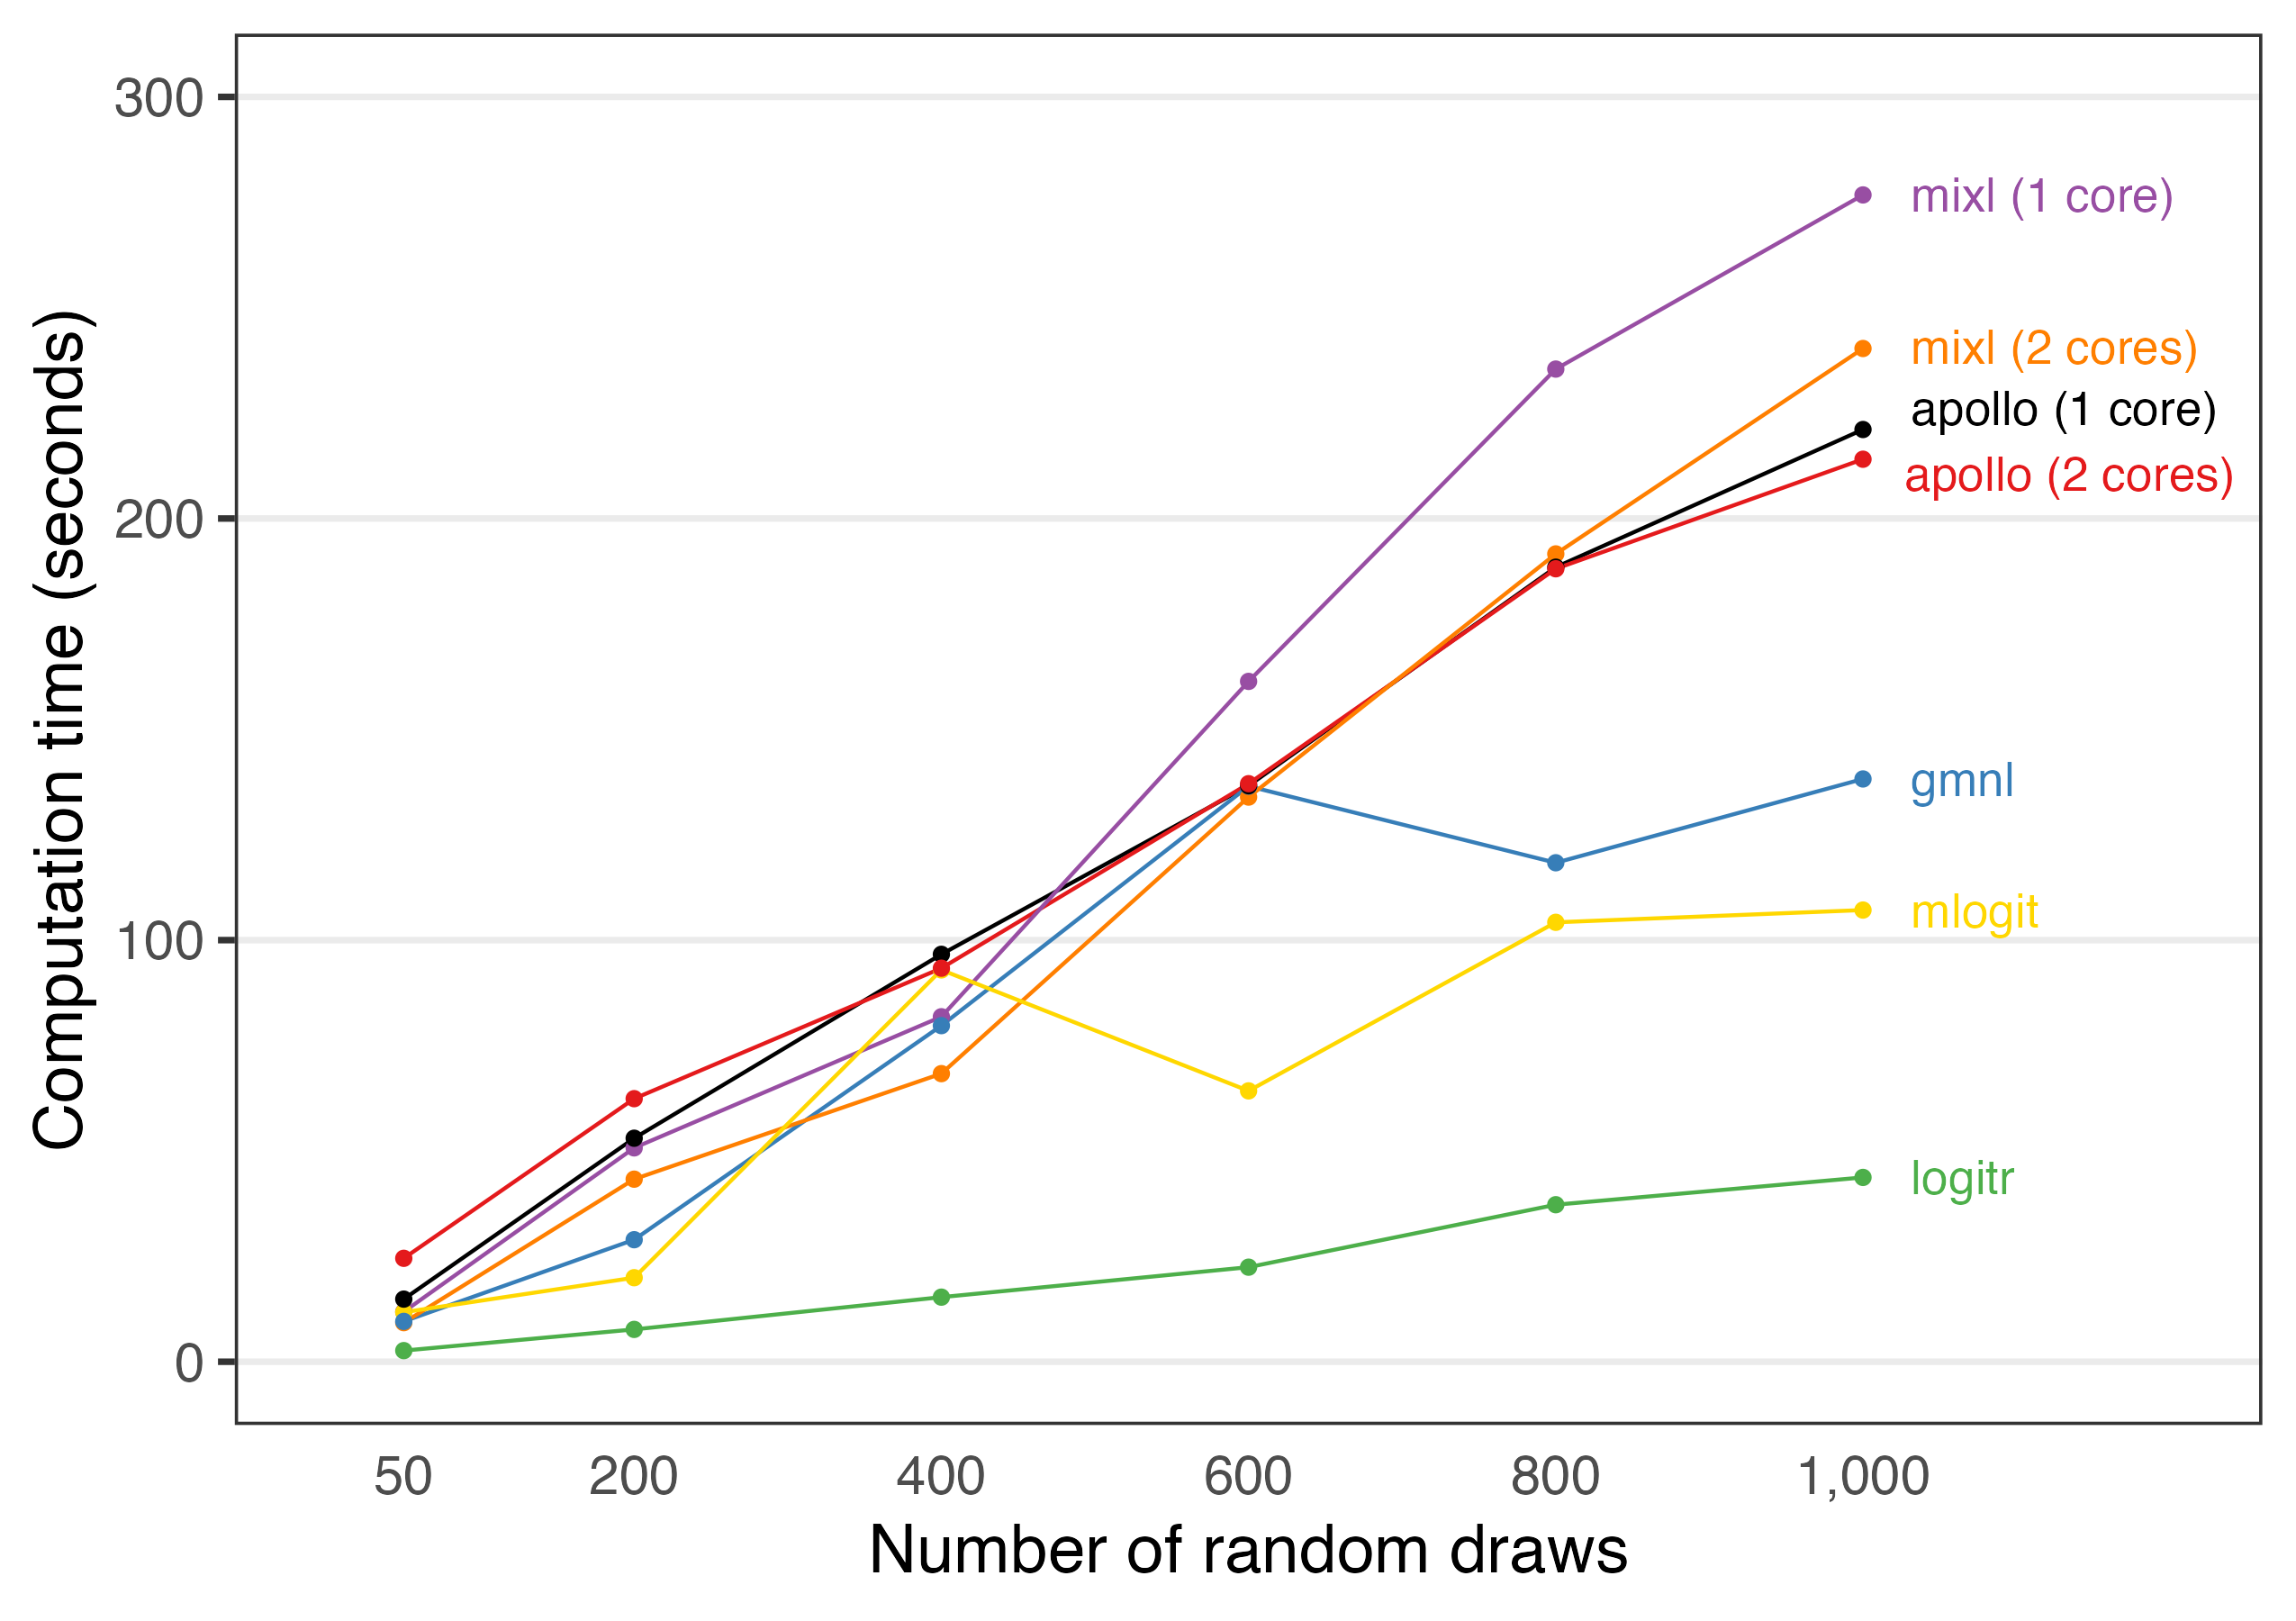 Computation time (seconds)
300
200
100
0
mixl (1 core)
mixl (2 cores)
apollo (1 core)
apollo (2 cores)
gmnl
mlogit
logitr
50 200 400 600 800 1,000
Number of random draws